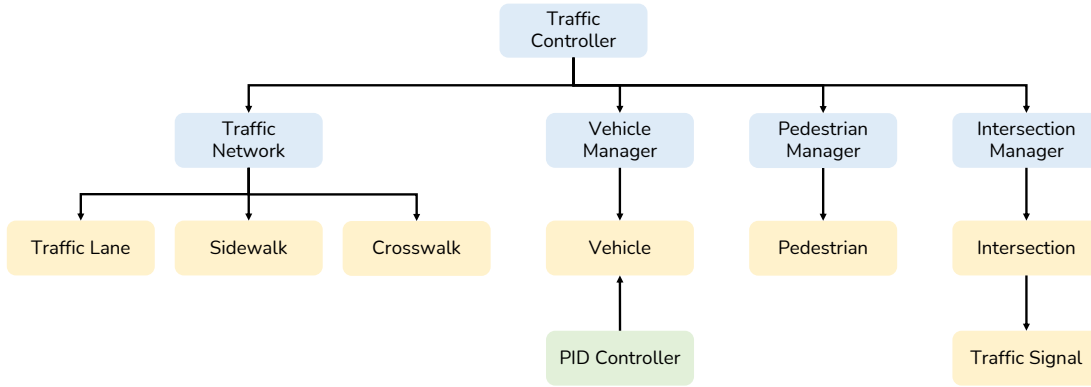 Traffic
Controller
Traffic
Network
Vehicle
Manager
Pedestrian
Manager
Intersection
Manager
Traffic Lane
Sidewalk
Crosswalk
Vehicle
Pedestrian
Intersection
PID Controller
Traffic Signal